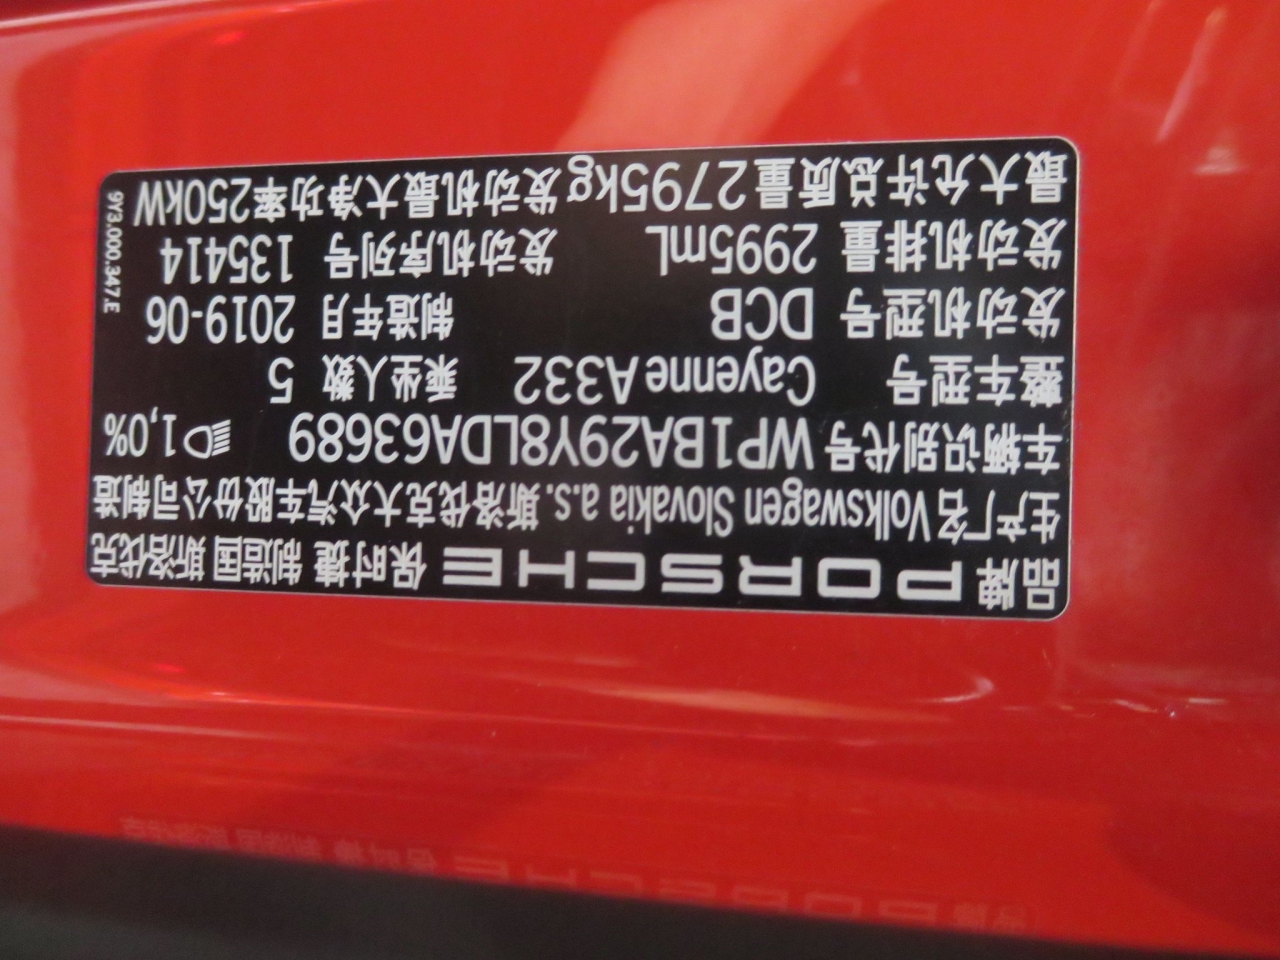 品牌 PORSCHE 保时捷 制造国 斯洛伐克
生产厂名 Volkswagen Slovakia a.s. 斯洛伐克大众汽车股份公司制造
车辆识别代号 WP1BA29Y8LDA63689 1,0%
整车型号 Cayenne A332 乘坐人数 5
发动机型号 DCB 制造年月 2019-06
发动机排量 2995mL 发动机序列号 135414
最大允许总质量 2795kg 发动机最大净功率 250kW
9Y3.000.347.E